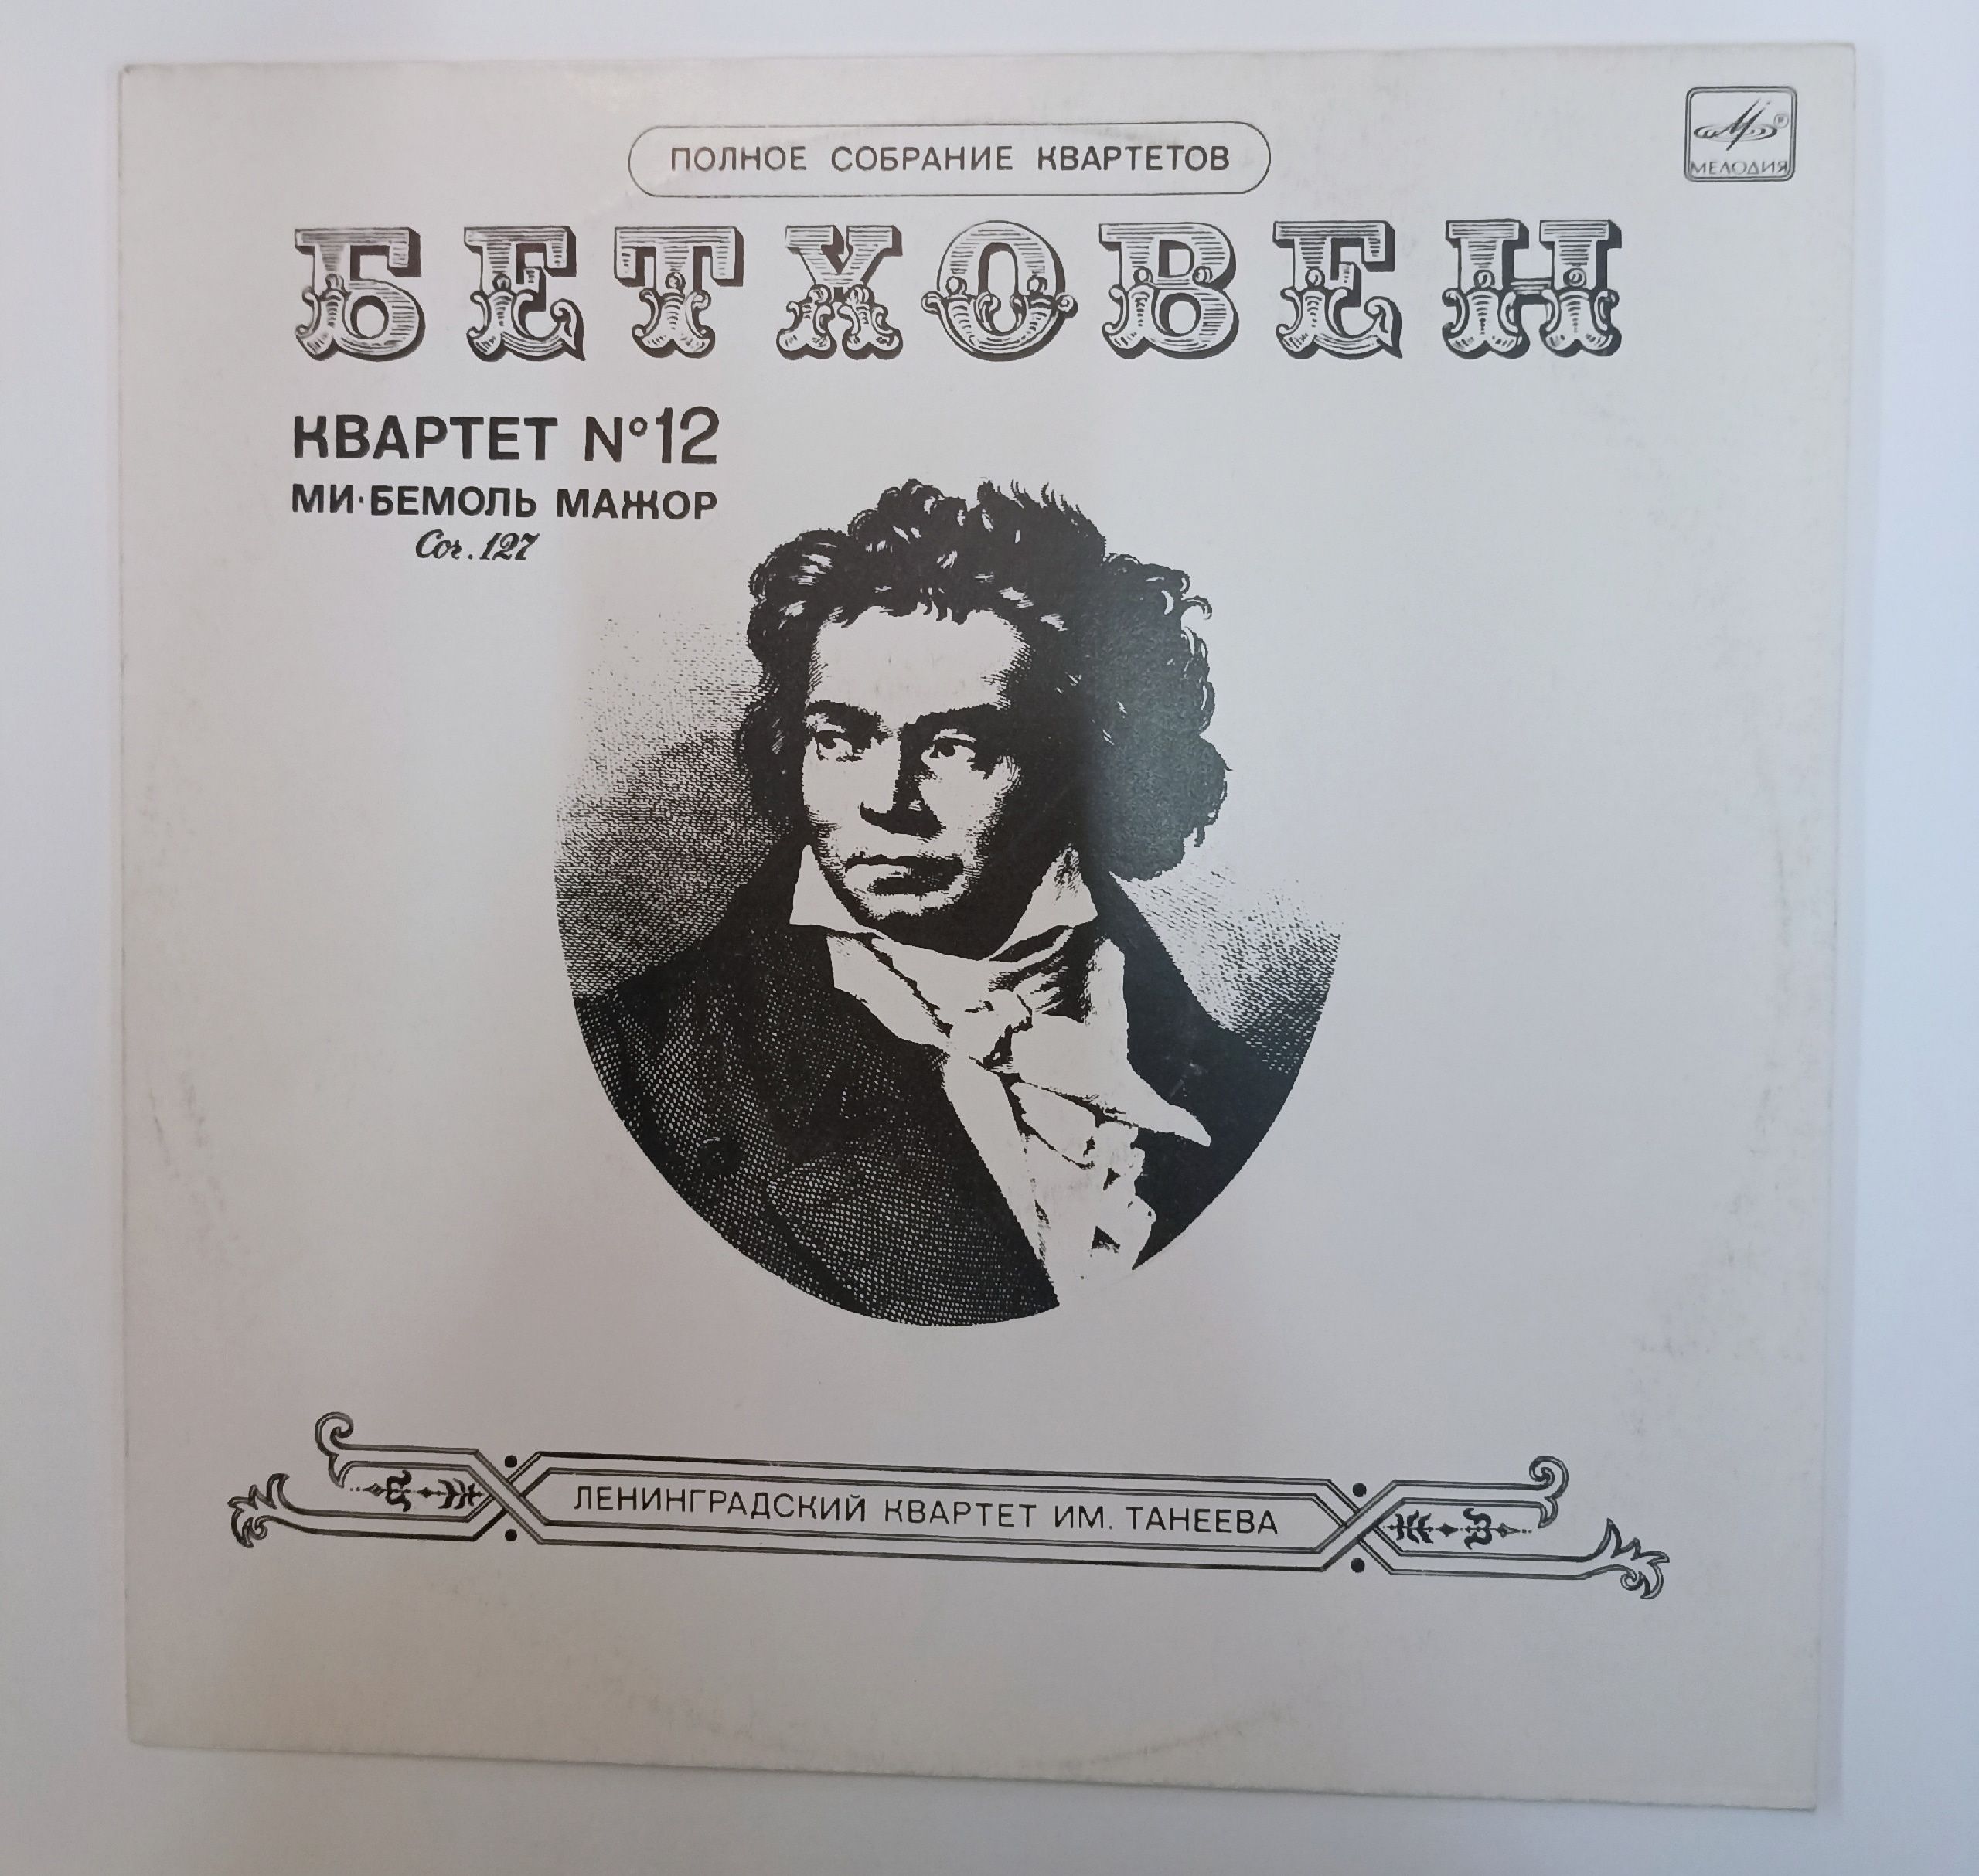 ПОЛНОЕ СОБРАНИЕ КВАРТЕТОВ
МЕЛОДИЯ
БЕТХОВЕН
КВАРТЕТ №12
МИ-БЕМОЛЬ МАЖОР
Соч. 127
ЛЕНИНГРАДСКИЙ КВАРТЕТ ИМ. ТАНЕЕВА